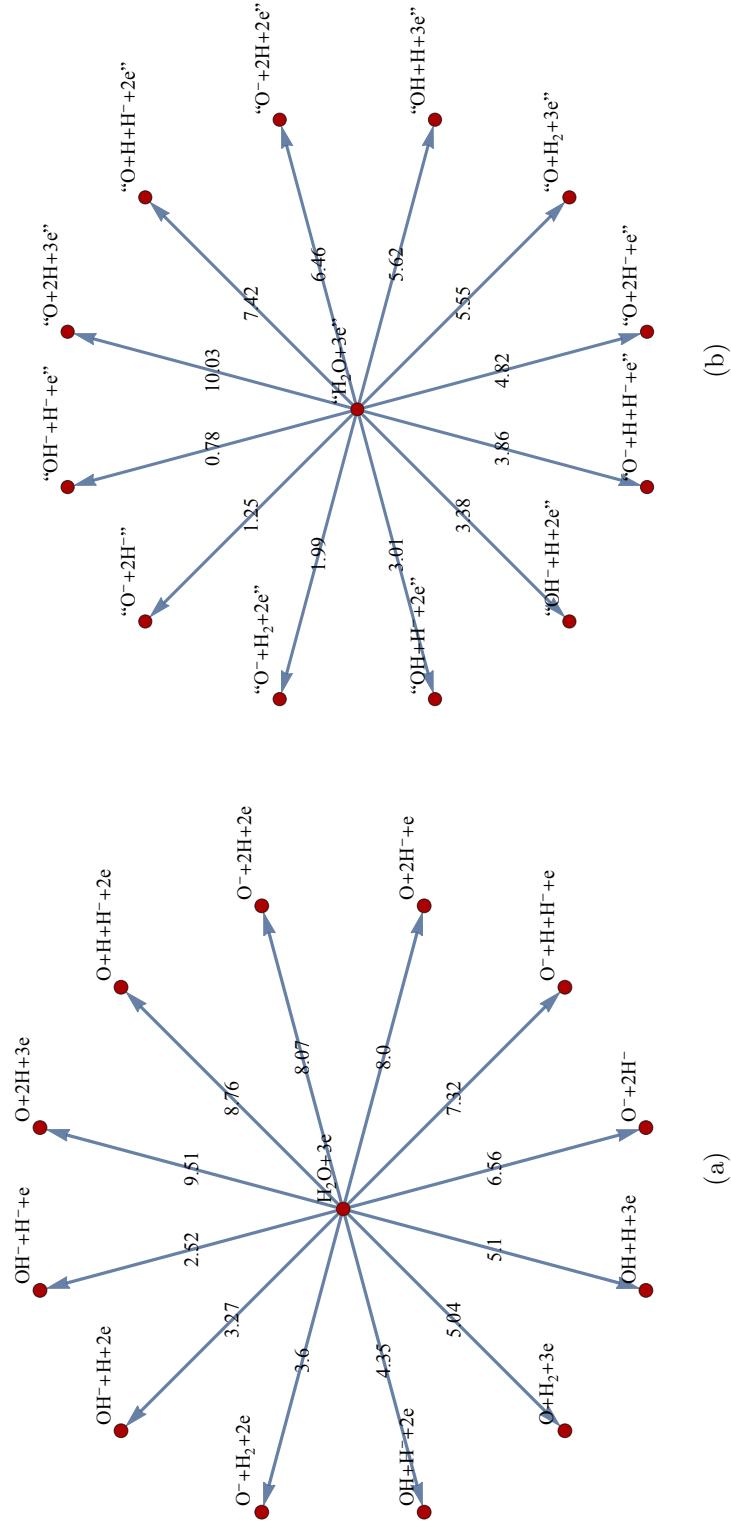 OH⁻+H⁻+e
O+2H+3e
OH⁻+H+2e
O+H+H⁻+2e
2.52
9.51
3.27
8.76
O⁻+H₂+2e
O⁻+2H+2e
3.6
8.07
H₂O+3e
4.35
8.0
OH+H⁻+2e
O+2H⁻+e
5.04
7.32
5.1
6.56
O+H₂+3e
O⁻+H+H⁻+e
OH+H+3e
O⁻+2H⁻
(a)
“OH⁻+H⁻+e”
“O+2H+3e”
“O⁻+2H⁻”
“O+H+H⁻+2e”
0.78
10.03
1.25
7.42
“O⁻+H₂+2e”
“O⁻+2H+2e”
1.99
6.46
“H₂O+3e”
3.01
5.62
“OH+H⁻+2e”
“OH+H+3e”
3.38
5.55
3.86
4.82
“OH⁻+H+2e”
“O+H₂+3e”
“O⁻+H+H⁻+e”
“O+2H⁻+e”
(b)